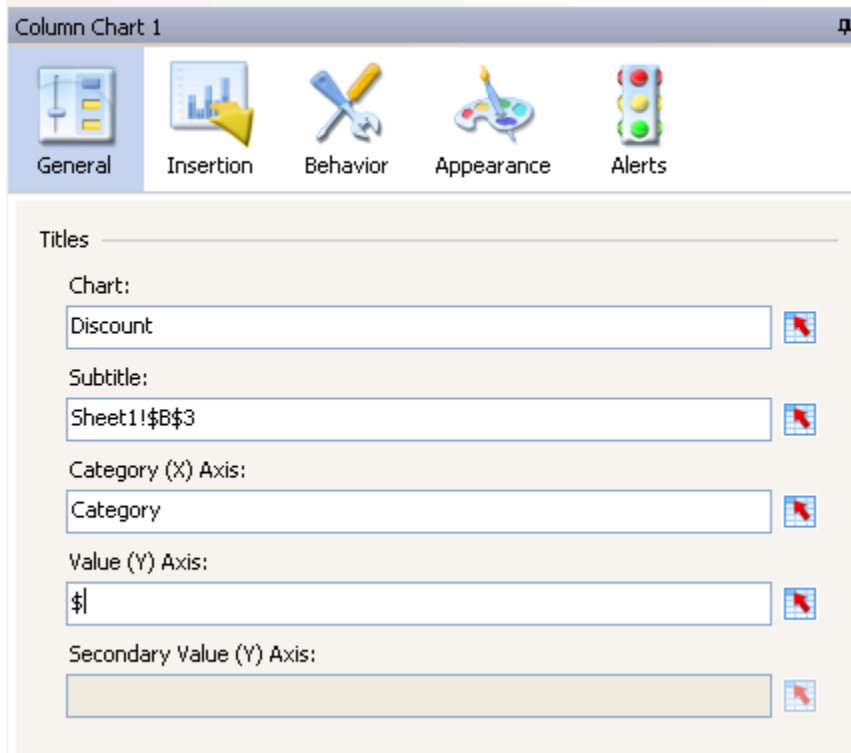 Column Chart 1
General Insertion Behavior Appearance Alerts
Titles
Chart:
Discount
Subtitle:
Sheet1!$B$3
Category (X) Axis:
Category
Value (Y) Axis:
$
Secondary Value (Y) Axis: